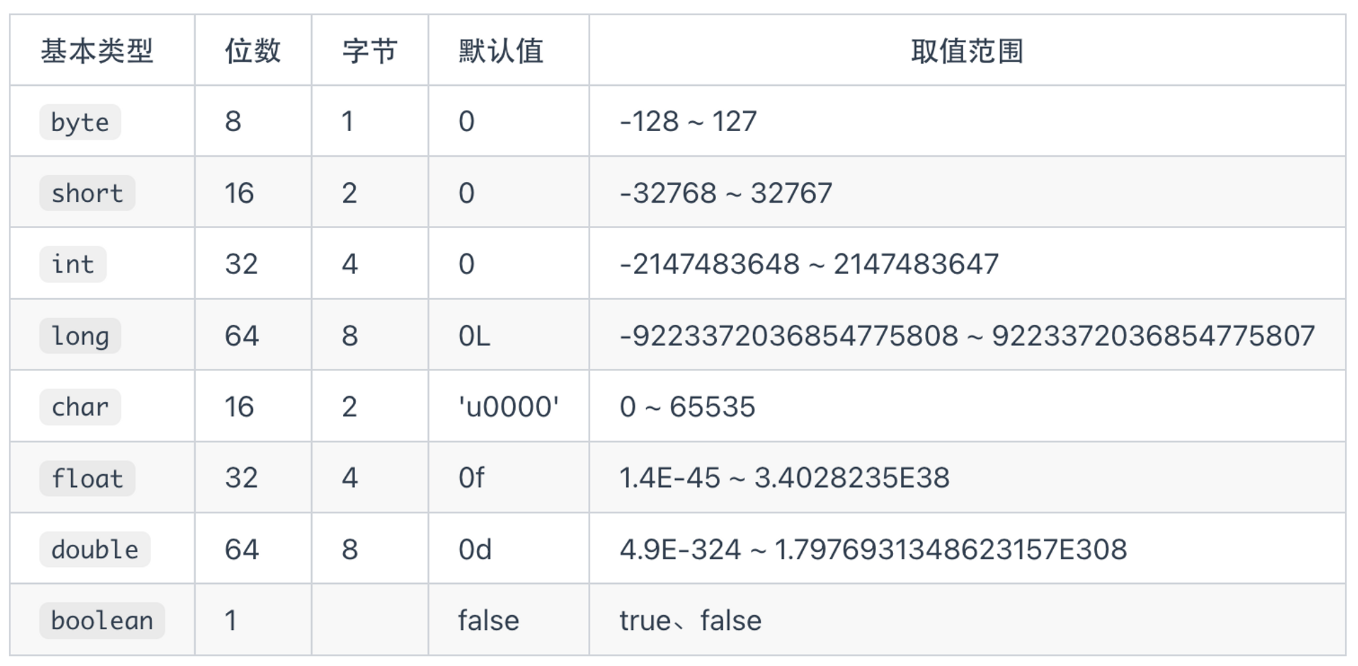 基本类型 位数 字节 默认值 取值范围
byte 8 1 0 -128 ~ 127
short 16 2 0 -32768 ~ 32767
int 32 4 0 -2147483648 ~ 2147483647
long 64 8 0L -9223372036854775808 ~ 9223372036854775807
char 16 2 'u0000' 0 ~ 65535
float 32 4 0f 1.4E-45 ~ 3.4028235E38
double 64 8 0d 4.9E-324 ~ 1.7976931348623157E308
boolean 1 false true、false